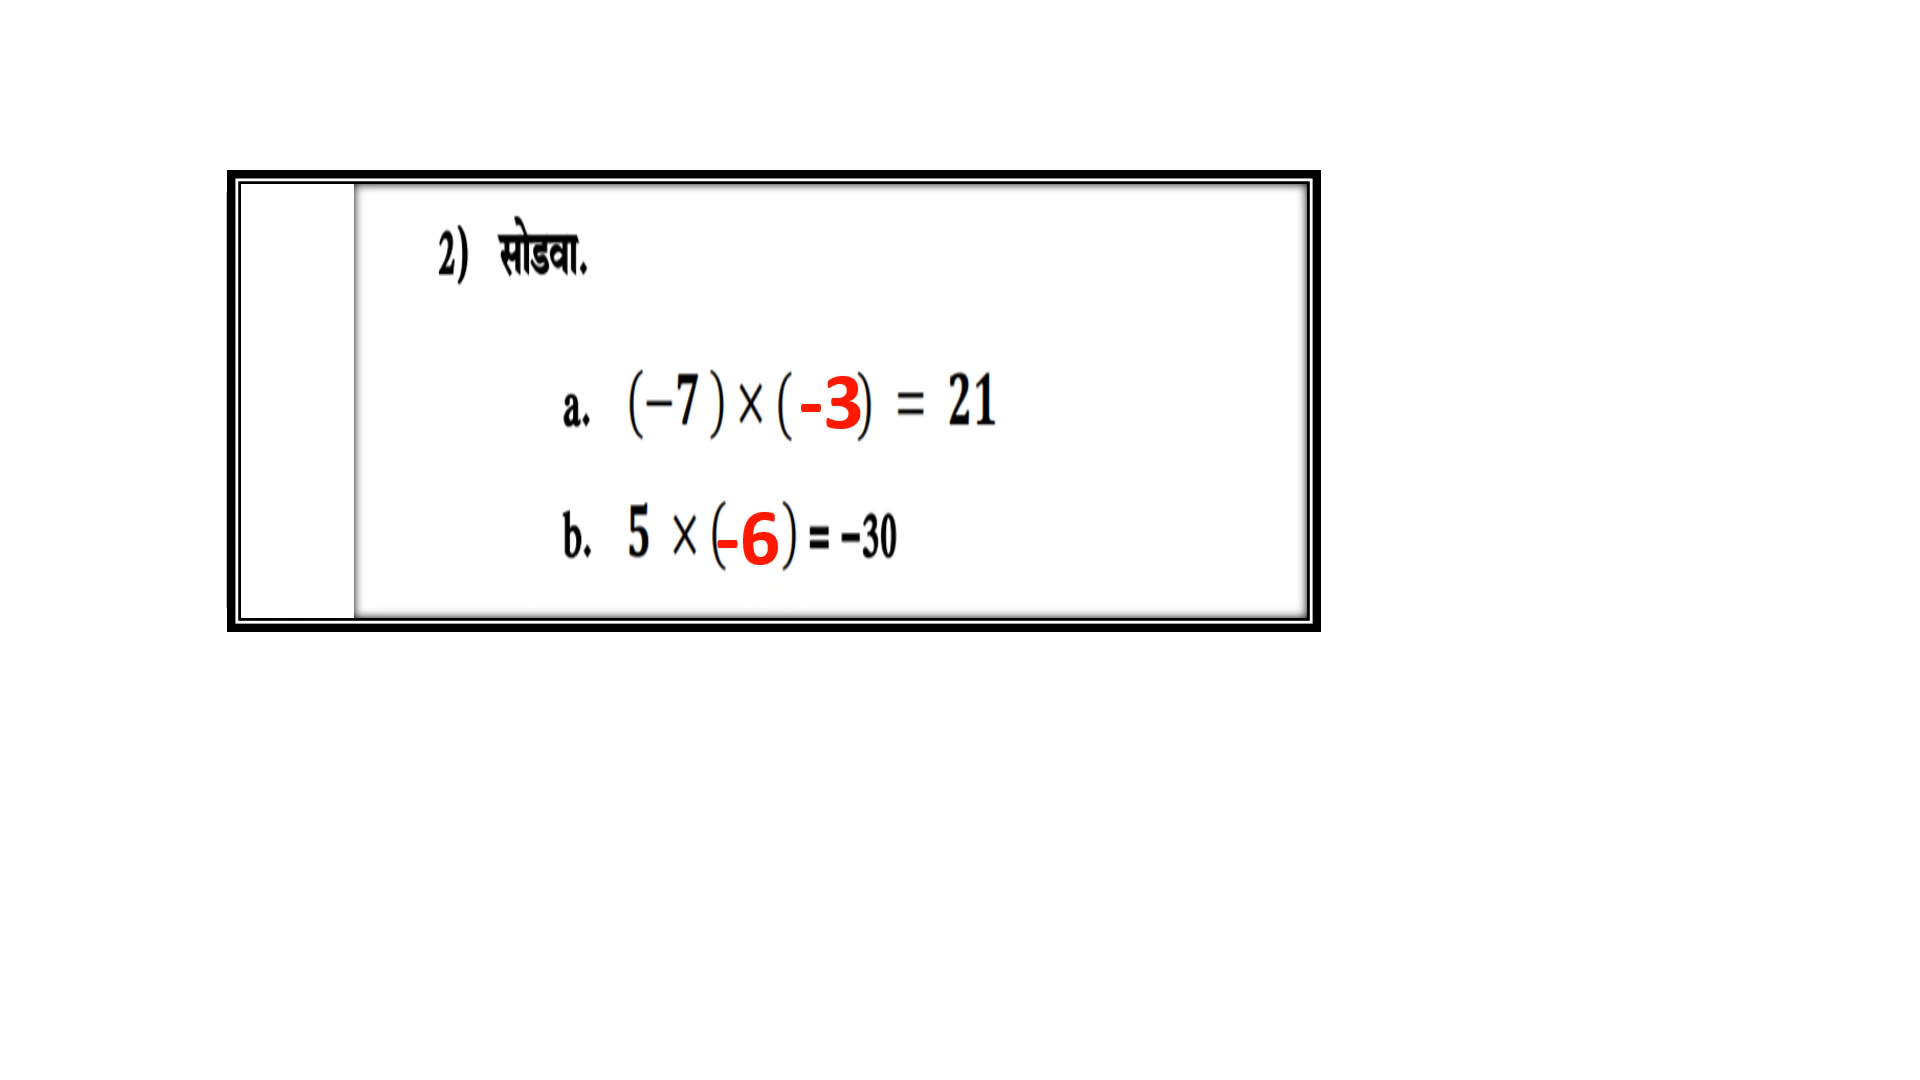 2) सोडवा.
a. (−7) × (-3) = 21
b. 5 × (-6) = −30